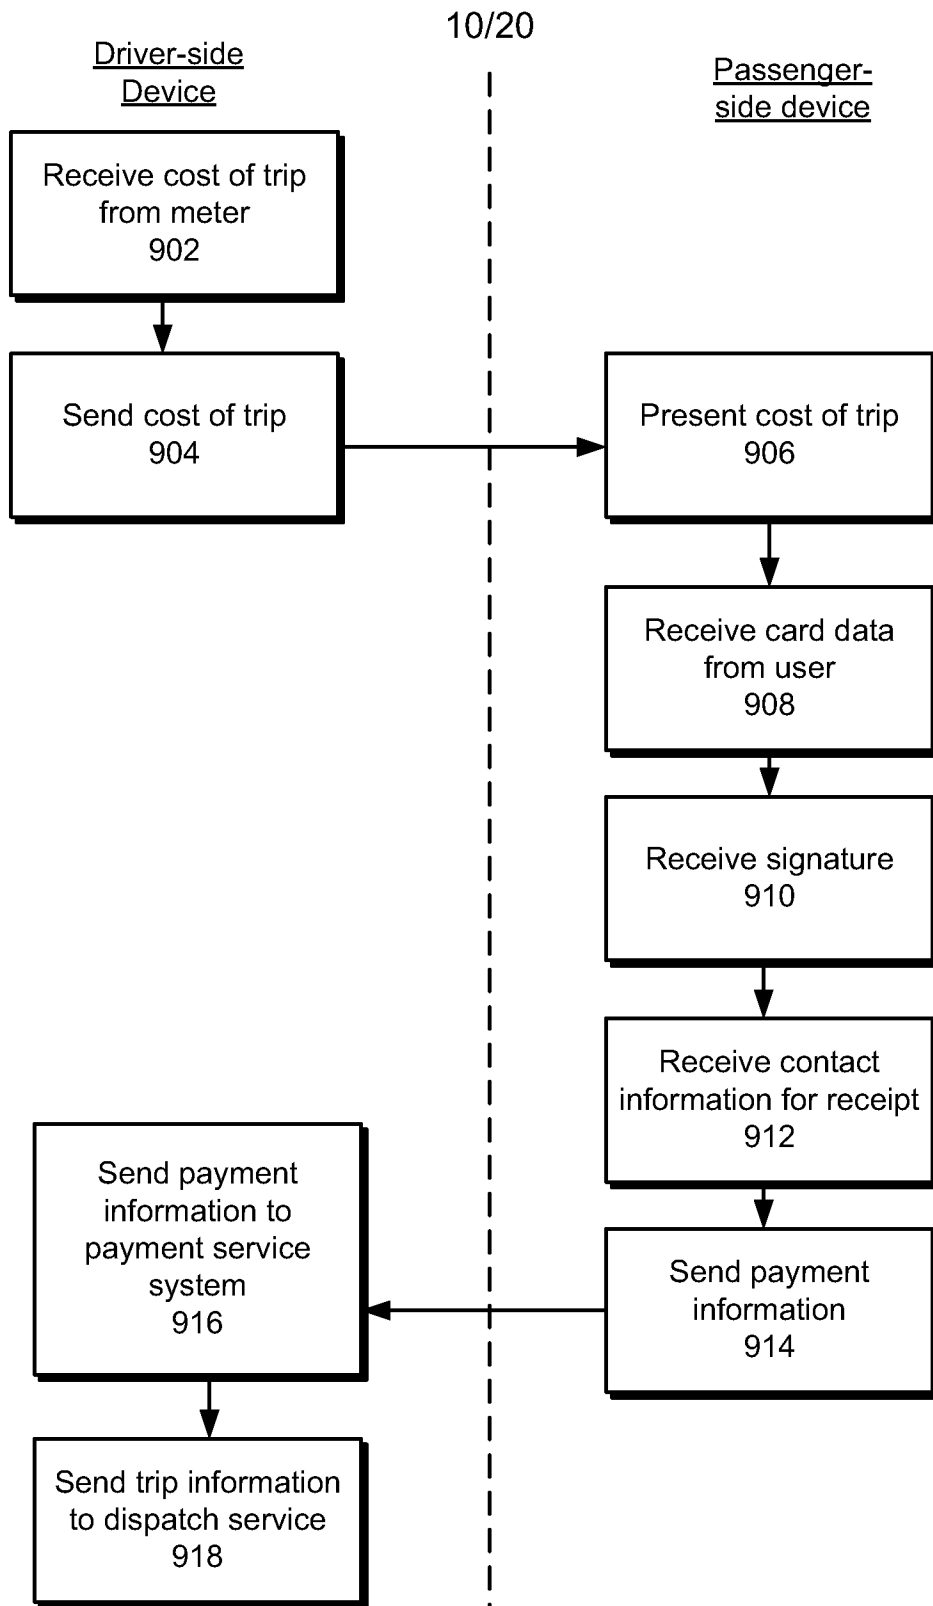 10/20
Driver-side
Device
Passenger-
side device
Receive cost of trip
from meter
902
Send cost of trip
904
Present cost of trip
906
Receive card data
from user
908
Receive signature
910
Receive contact
information for receipt
912
Send payment
information
914
Send payment
information to
payment service
system
916
Send trip information
to dispatch service
918